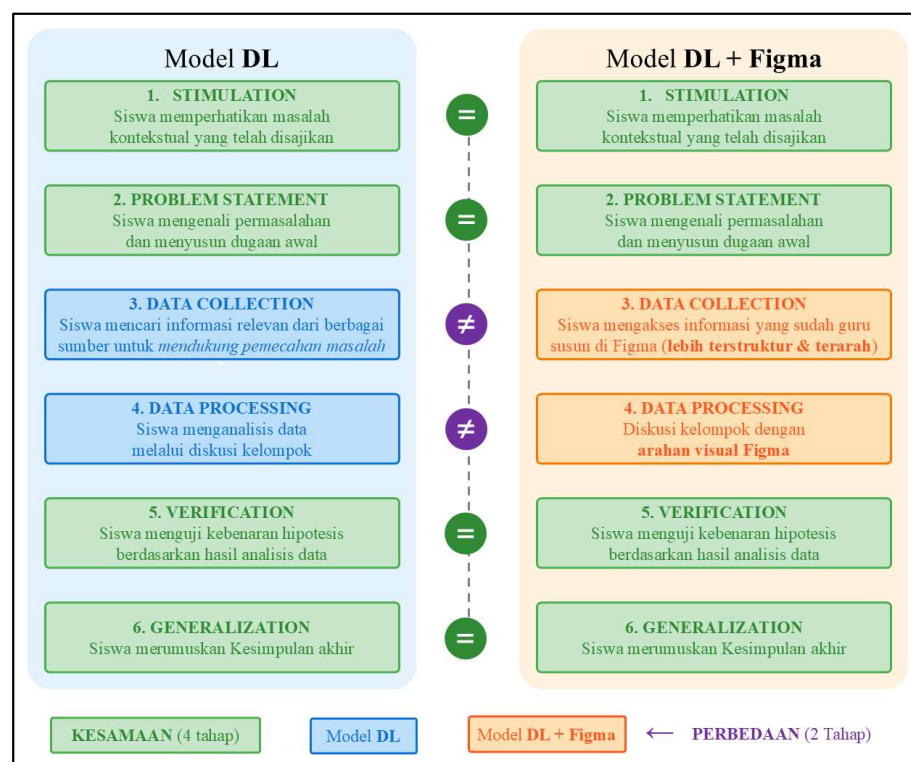 Model DL
1. STIMULATION
Siswa memperhatikan masalah
kontekstual yang telah disajikan
2. PROBLEM STATEMENT
Siswa mengenali permasalahan
dan menyusun dugaan awal
3. DATA COLLECTION
Siswa mencari informasi relevan dari berbagai
sumber untuk mendukung pemecahan masalah
4. DATA PROCESSING
Siswa menganalisis data
melalui diskusi kelompok
5. VERIFICATION
Siswa menguji kebenaran hipotesis
berdasarkan hasil analisis data
6. GENERALIZATION
Siswa merumuskan Kesimpulan akhir
=
=
≠
≠
=
=
Model DL + Figma
1. STIMULATION
Siswa memperhatikan masalah
kontekstual yang telah disajikan
2. PROBLEM STATEMENT
Siswa mengenali permasalahan
dan menyusun dugaan awal
3. DATA COLLECTION
Siswa mengakses informasi yang sudah guru
susun di Figma (lebih terstruktur & terarah)
4. DATA PROCESSING
Diskusi kelompok dengan
arahan visual Figma
5. VERIFICATION
Siswa menguji kebenaran hipotesis
berdasarkan hasil analisis data
6. GENERALIZATION
Siswa merumuskan Kesimpulan akhir
KESAMAAN (4 tahap)
Model DL
Model DL + Figma
← PERBEDAAN (2 Tahap)